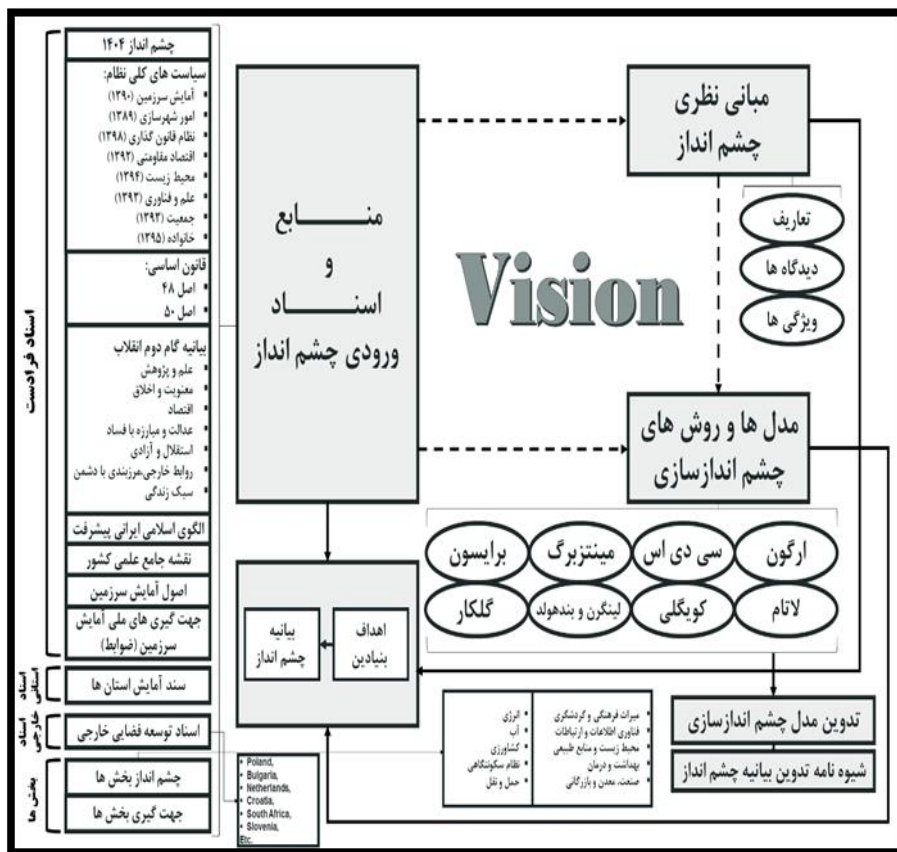 مبانی نظری
چشم انداز
تعاریف
دیدگاه ها
ویژگی ها
Vision
منابع
و
اسناد
ورودی چشم انداز
مدل ها و روش های
چشم اندازسازی
ارگون
سی دی اس
مینتزبرگ
برایسون
لاتام
کویگلی
لینگرن و بندهولد
گلکار
تدوین مدل چشم اندازسازی
شیوه نامه تدوین بیانیه چشم انداز
اهداف
بنیادین
بیانیه
چشم انداز
میراث فرهنگی و گردشگری
فناوری اطلاعات و ارتباطات
محیط زیست و منابع طبیعی
بهداشت و درمان
صنعت، معدن و بازرگانی
انرژی
آب
کشاورزی
نظام سکونتگاهی
حمل و نقل
• Poland,
• Bulgaria,
• Netherlands,
• Croatia,
• South Africa,
• Slovenia,
Etc.
چشم انداز ۱۴۰۴
سیاست های کلی نظام:
آمایش سرزمین (۱۳۹۰)
امور شهرسازی (۱۳۸۹)
نظام قانون گذاری (۱۳۹۸)
اقتصاد مقاومتی (۱۳۹۲)
محیط زیست (۱۳۹۴)
علم و فناوری (۱۳۹۳)
جمعیت (۱۳۹۳)
خانواده (۱۳۹۵)
قانون اساسی:
اصل ۴۸
اصل ۵۰
بیانیه گام دوم انقلاب
علم و پژوهش
معنویت و اخلاق
اقتصاد
عدالت و مبارزه با فساد
استقلال و آزادی
روابط خارجی،مرزبندی با دشمن
سبک زندگی
الگوی اسلامی ایرانی پیشرفت
نقشه جامع علمی کشور
اصول آمایش سرزمین
جهت گیری های ملی آمایش
سرزمین (ضوابط)
سند آمایش استان ها
اسناد توسعه فضایی خارجی
چشم انداز بخش ها
جهت گیری بخش ها
اسناد فرادست
اسناد
استانی
اسناد
خارجی
بخش ها